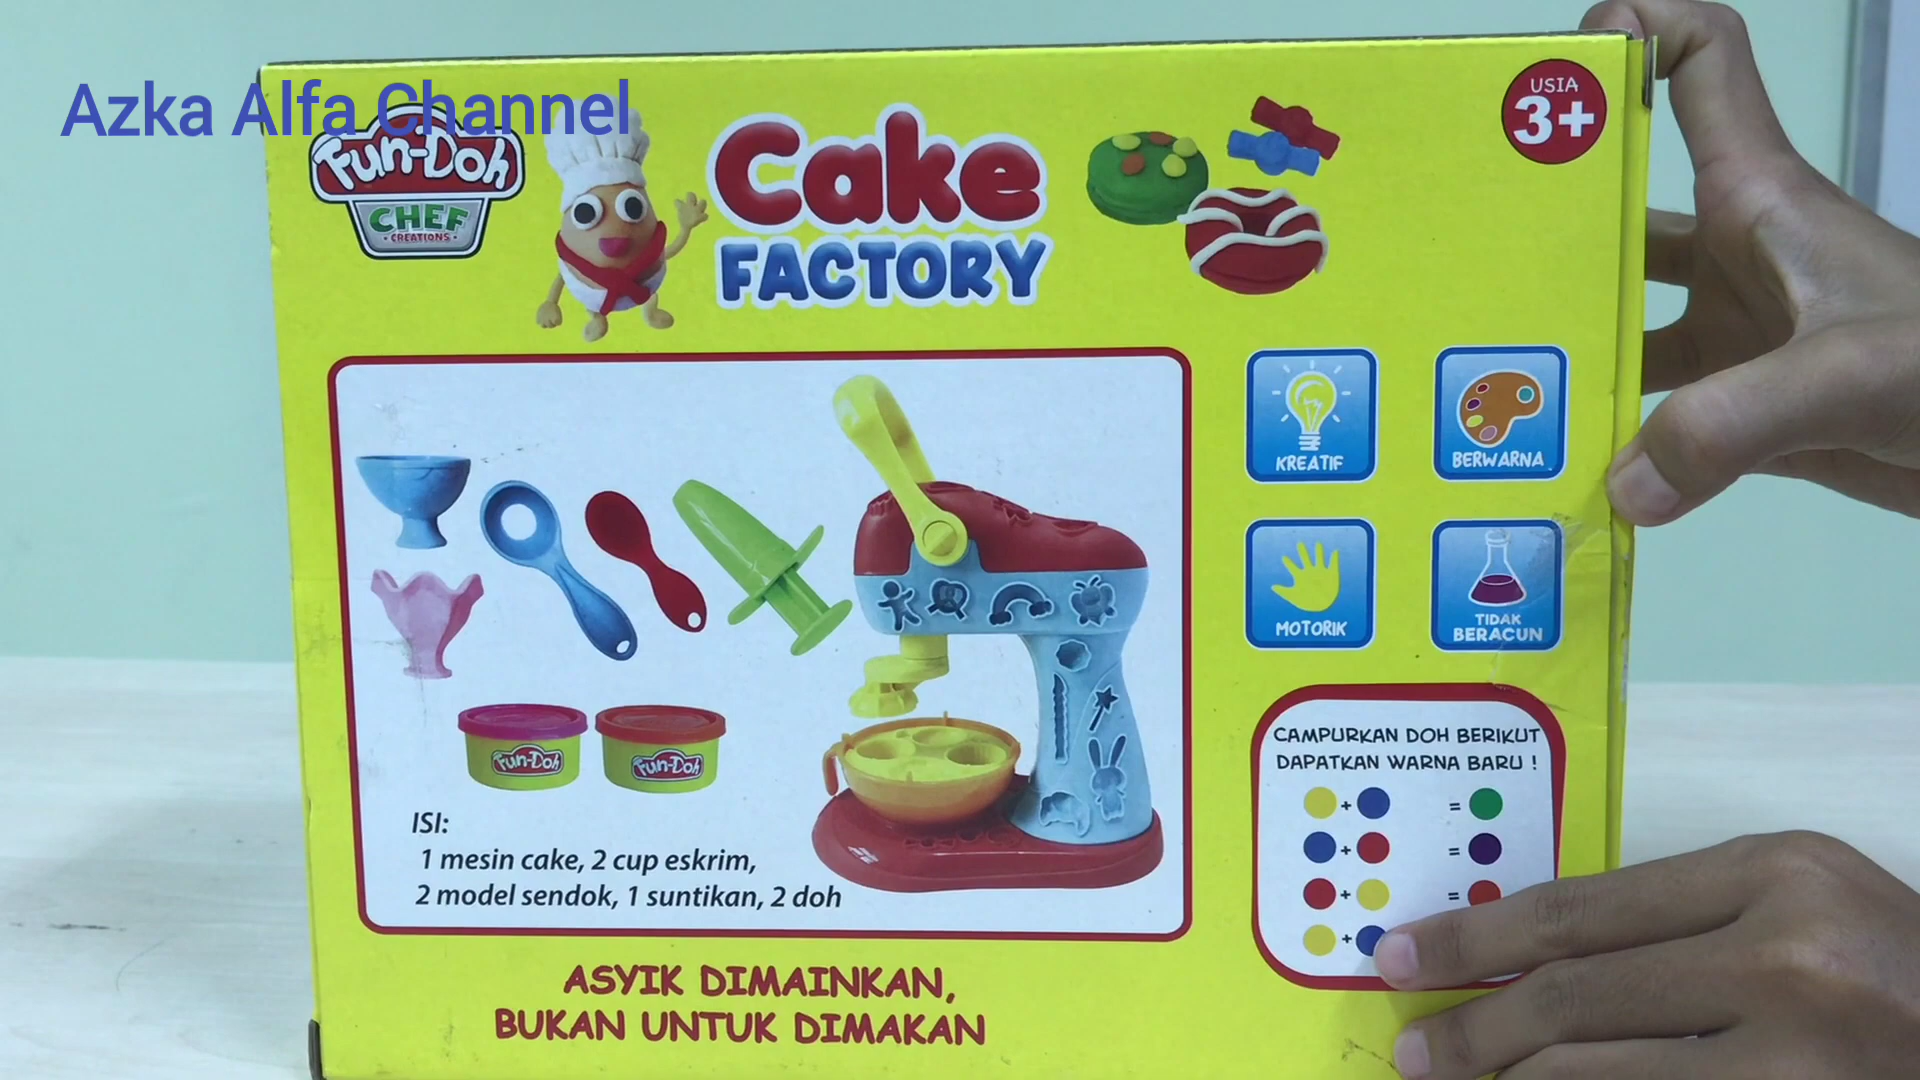 Azka Alfa Channel
Fun-Doh
CHEF
CREATIONS
Cake
FACTORY
USIA
3+
KREATIF
BERWARNA
MOTORIK
TIDAK
BERACUN
Fun-Doh
Fun-Doh
ISI:
1 mesin cake, 2 cup eskrim,
2 model sendok, 1 suntikan, 2 doh
CAMPURKAN DOH BERIKUT
DAPATKAN WARNA BARU !
+ =
+ =
+ =
+
ASYIK DIMAINKAN,
BUKAN UNTUK DIMAKAN